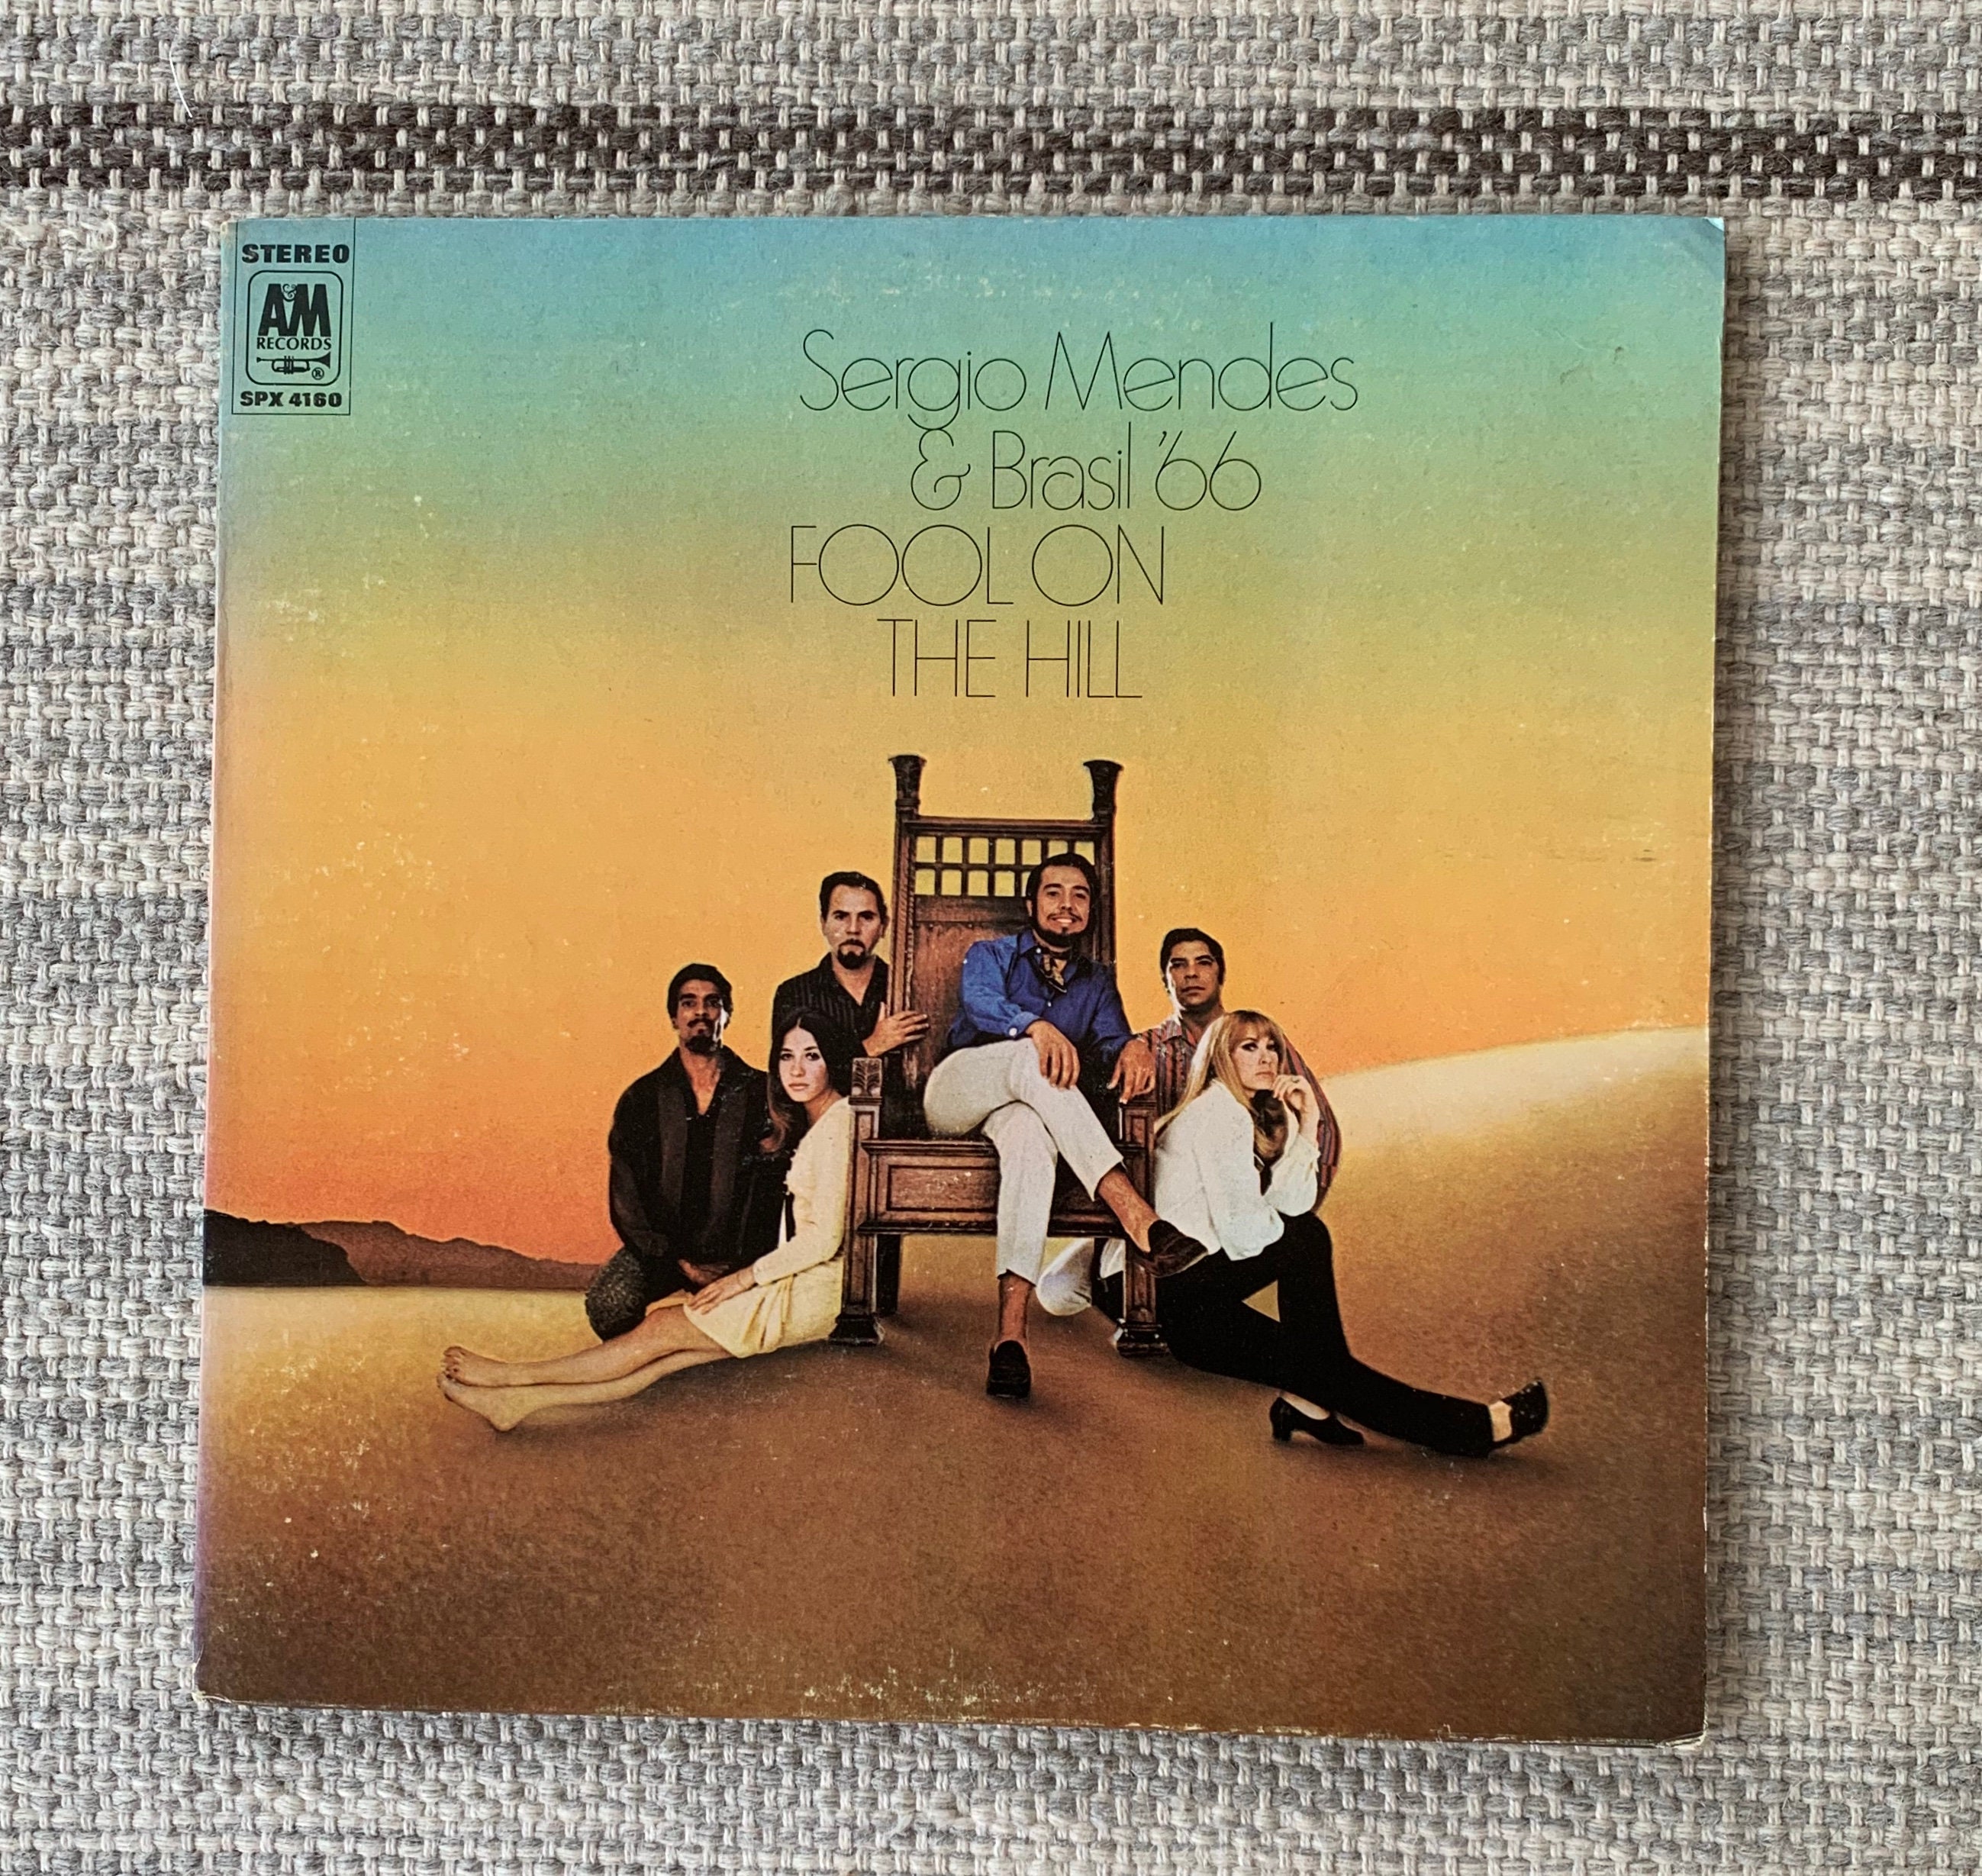 STEREO
A&M
RECORDS
®
SPX 4160
Sergio Mendes
& Brasil '66
FOOL ON
THE HILL